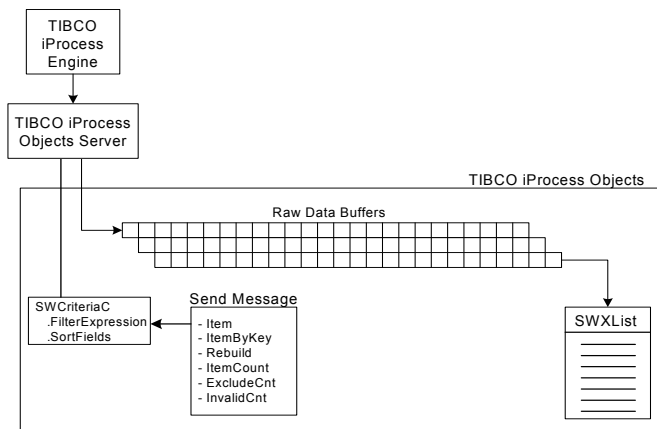 TIBCO
iProcess
Engine
TIBCO iProcess
Objects Server
TIBCO iProcess Objects
Raw Data Buffers
SWCriteriaC
.FilterExpression
.SortFields
Send Message
- Item
- ItemByKey
- Rebuild
- ItemCount
- ExcludeCnt
- InvalidCnt
SWXList